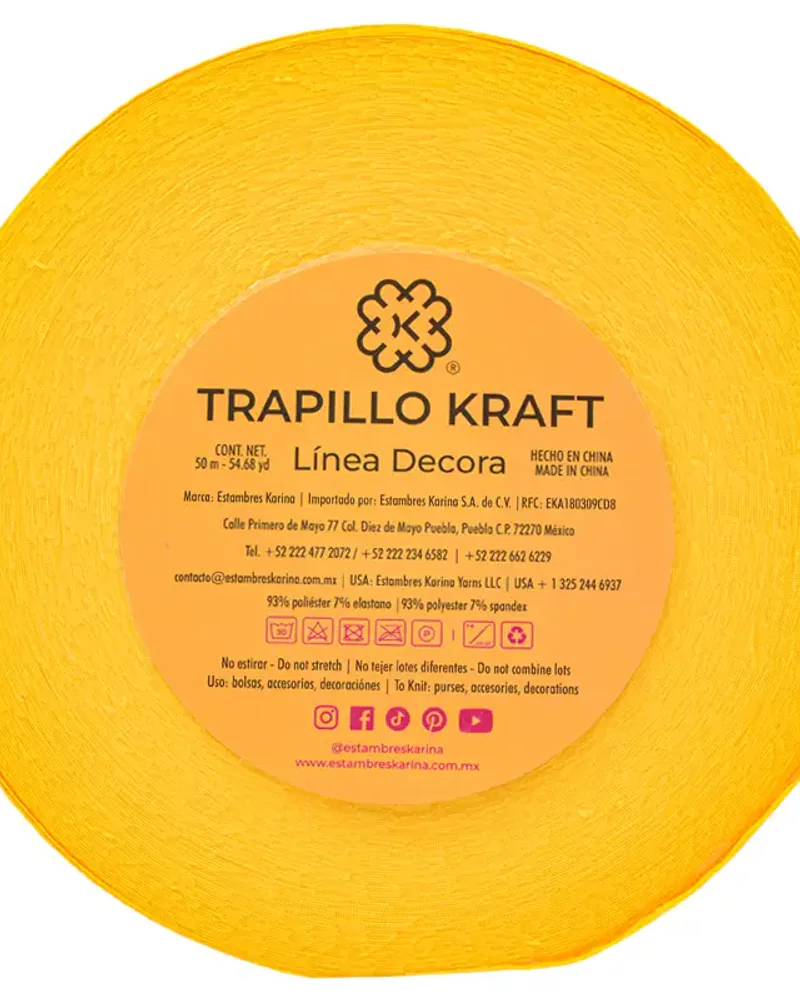 K
®
TRAPILLO KRAFT
CONT. NET.
50 m - 54.68 yd
Línea Decora
HECHO EN CHINA
MADE IN CHINA
Marca: Estambres Karina | Importado por: Estambres Karina S.A. de C.V. | RFC: EKA180309CD8
Calle Primero de Mayo 77 Col. Diez de Mayo Puebla, Puebla C.P. 72270 México
Tel. +52 222 477 2072 / +52 222 234 6582 | +52 222 662 6229
contacto@estambreskarina.com.mx | USA: Estambres Karina Yarns LLC | USA + 1 325 244 6937
93% poliéster 7% elastano | 93% polyester 7% spandex
30 P
No estirar - Do not stretch | No tejer lotes diferentes - Do not combine lots
Uso: bolsas, accesorios, decoraciónes | To Knit: purses, accesories, decorations
@estambreskarina
www.estambreskarina.com.mx